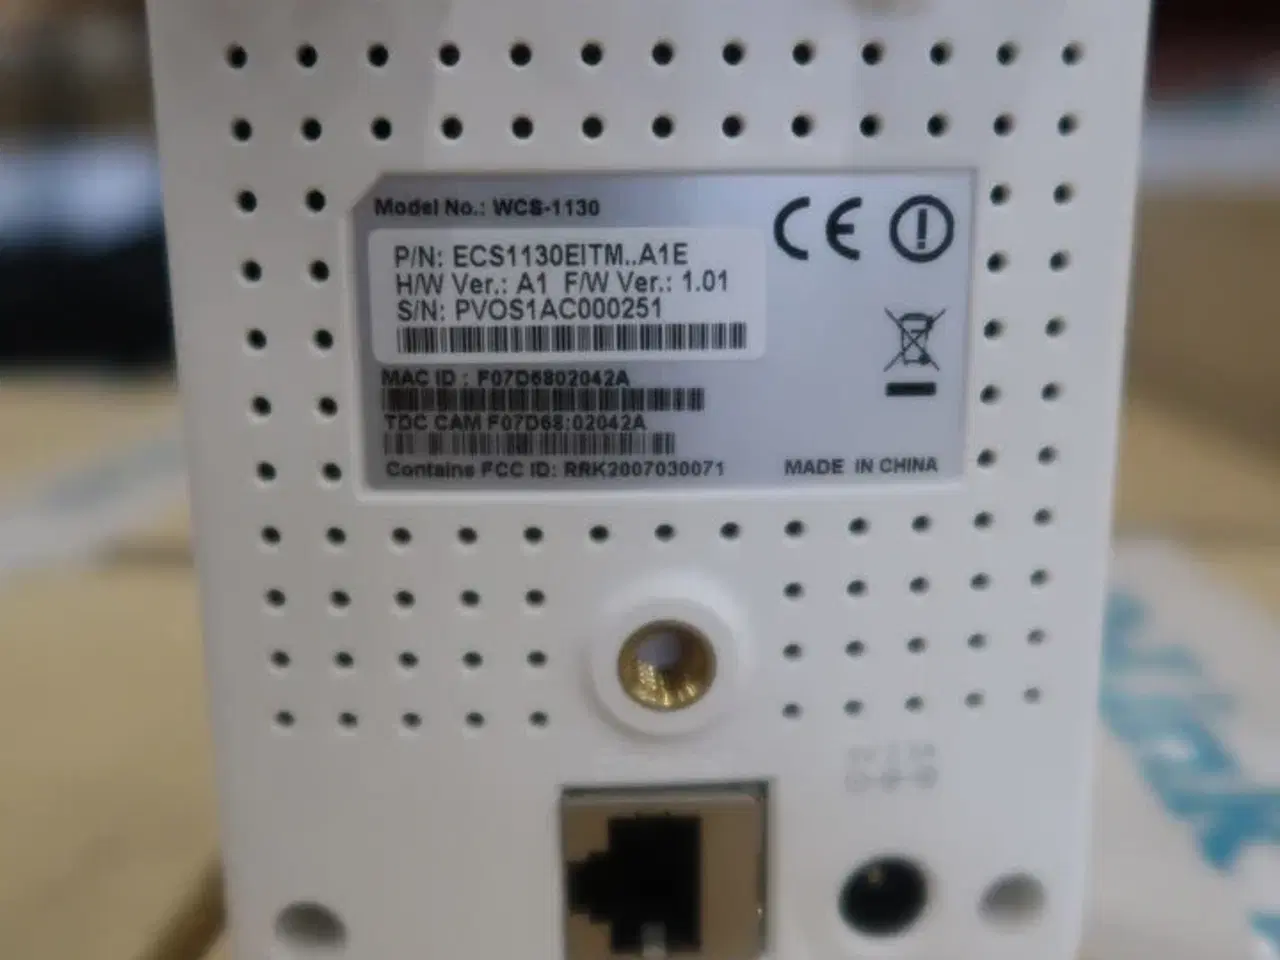 Model No.: WCS-1130
CE
P/N: ECS1130EITM..A1E
H/W Ver.: A1 F/W Ver.: 1.01
S/N: PVOS1AC000251
MAC ID : F07D6802042A
TDC CAM F07D68:02042A
Contains FCC ID: RRK2007030071
MADE IN CHINA